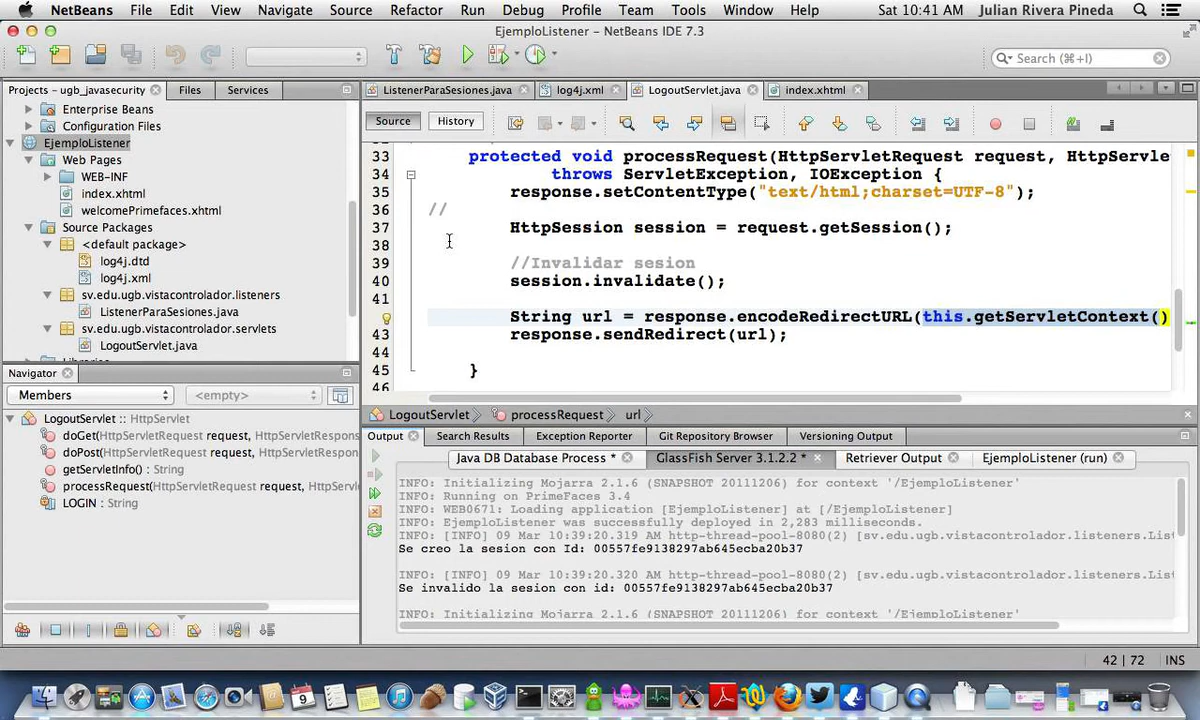 NetBeans File Edit View Navigate Source Refactor Run Debug Profile Team Tools Window Help Sat 10:41 AM Julian Rivera Pineda
EjemploListener - NetBeans IDE 7.3
Search (⌘+I)
Projects - ugb_javasecurity Files Services
ListenerParaSesiones.java log4j.xml LogoutServlet.java index.xhtml
Source History
Enterprise Beans
Configuration Files
EjemploListener
Web Pages
WEB-INF
index.xhtml
welcomePrimefaces.xhtml
Source Packages
<default package>
log4j.dtd
log4j.xml
sv.edu.ugb.vistacontrolador.listeners
ListenerParaSesiones.java
sv.edu.ugb.vistacontrolador.servlets
LogoutServlet.java
33 protected void processRequest(HttpServletRequest request, HttpServle
34 throws ServletException, IOException {
35 response.setContentType("text/html;charset=UTF-8");
36 //
37 HttpSession session = request.getSession();
38
39 //Invalidar sesion
40 session.invalidate();
41
String url = response.encodeRedirectURL(this.getServletContext()
43 response.sendRedirect(url);
44
45 }
46
LogoutServlet processRequest url
Navigator
Members <empty>
LogoutServlet :: HttpServlet
doGet(HttpServletRequest request, HttpServletRespons
doPost(HttpServletRequest request, HttpServletRespon
getServletInfo() : String
processRequest(HttpServletRequest request, HttpServl
LOGIN : String
Output Search Results Exception Reporter Git Repository Browser Versioning Output
Java DB Database Process * GlassFish Server 3.1.2.2 * Retriever Output EjemploListener (run)
INFO: Initializing Mojarra 2.1.6 (SNAPSHOT 20111206) for context '/EjemploListener'
INFO: Running on PrimeFaces 3.4
INFO: WEB0671: Loading application [EjemploListener] at [/EjemploListener]
INFO: EjemploListener was successfully deployed in 2,283 milliseconds.
INFO: [INFO] 09 Mar 10:39:20.319 AM http-thread-pool-8080(2) [sv.edu.ugb.vistacontrolador.listeners.List
Se creo la sesion con Id: 00557fe9138297ab645ecba20b37
INFO: [INFO] 09 Mar 10:39:20.320 AM http-thread-pool-8080(2) [sv.edu.ugb.vistacontrolador.listeners.List
Se invalido la sesion con id: 00557fe9138297ab645ecba20b37
INFO: Initializing Mojarra 2.1.6 (SNAPSHOT 20111206) for context '/EjemploListener'
42 | 72 INS